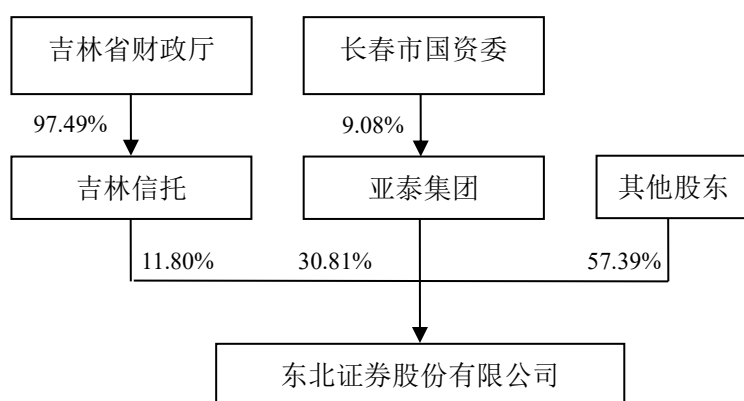 吉林省财政厅
长春市国资委
97.49%
9.08%
吉林信托
亚泰集团
其他股东
11.80%
30.81%
57.39%
东北证券股份有限公司